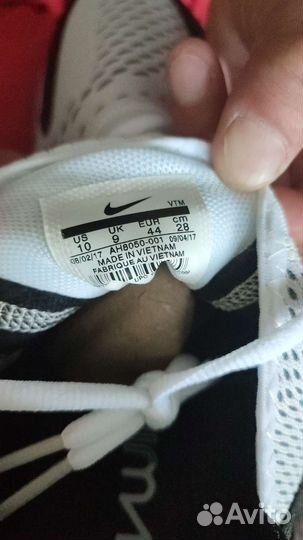 VTM
US UK EUR cm
10 9 44 28
08/02/17 AH8050-001 09/04/17
MADE IN VIETNAM
FABRIQUE AU VIETNAM
UPC
Avito